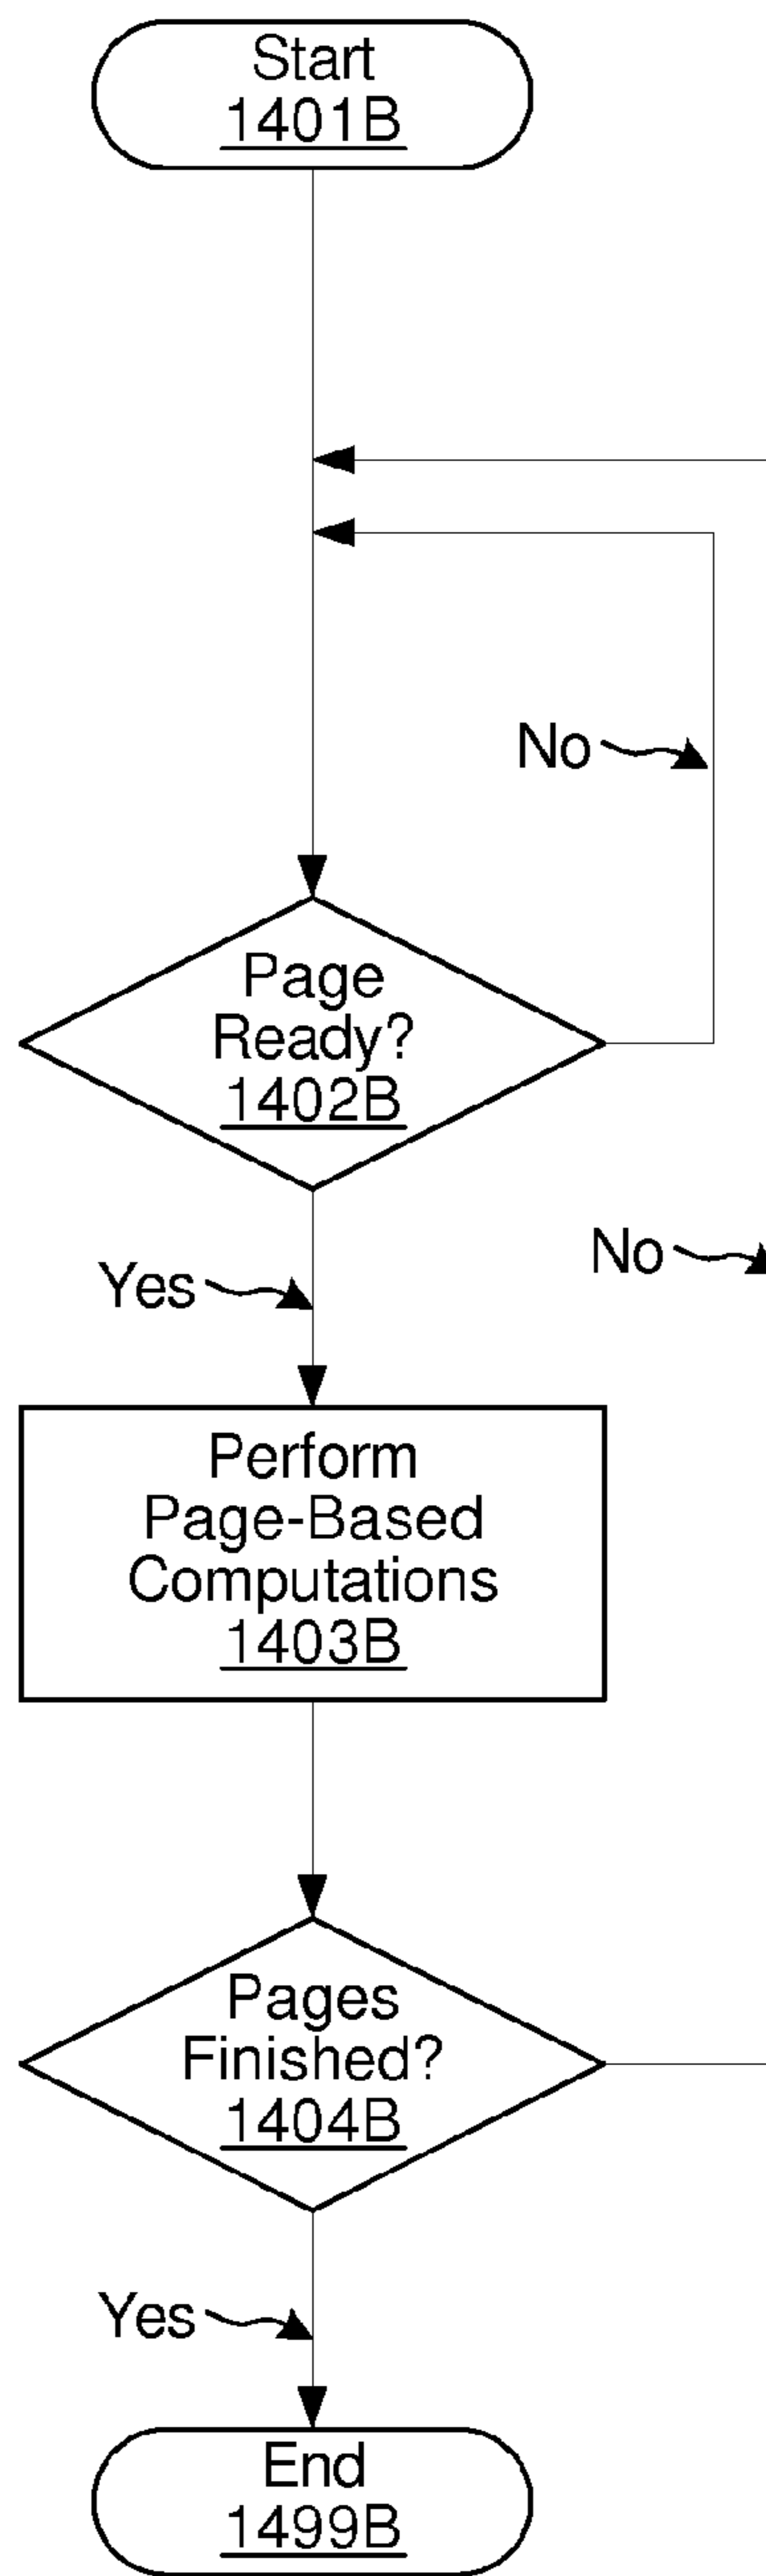 Start
1401B
No
Page
Ready?
1402B
No
Yes
Perform
Page-Based
Computations
1403B
Pages
Finished?
1404B
Yes
End
1499B